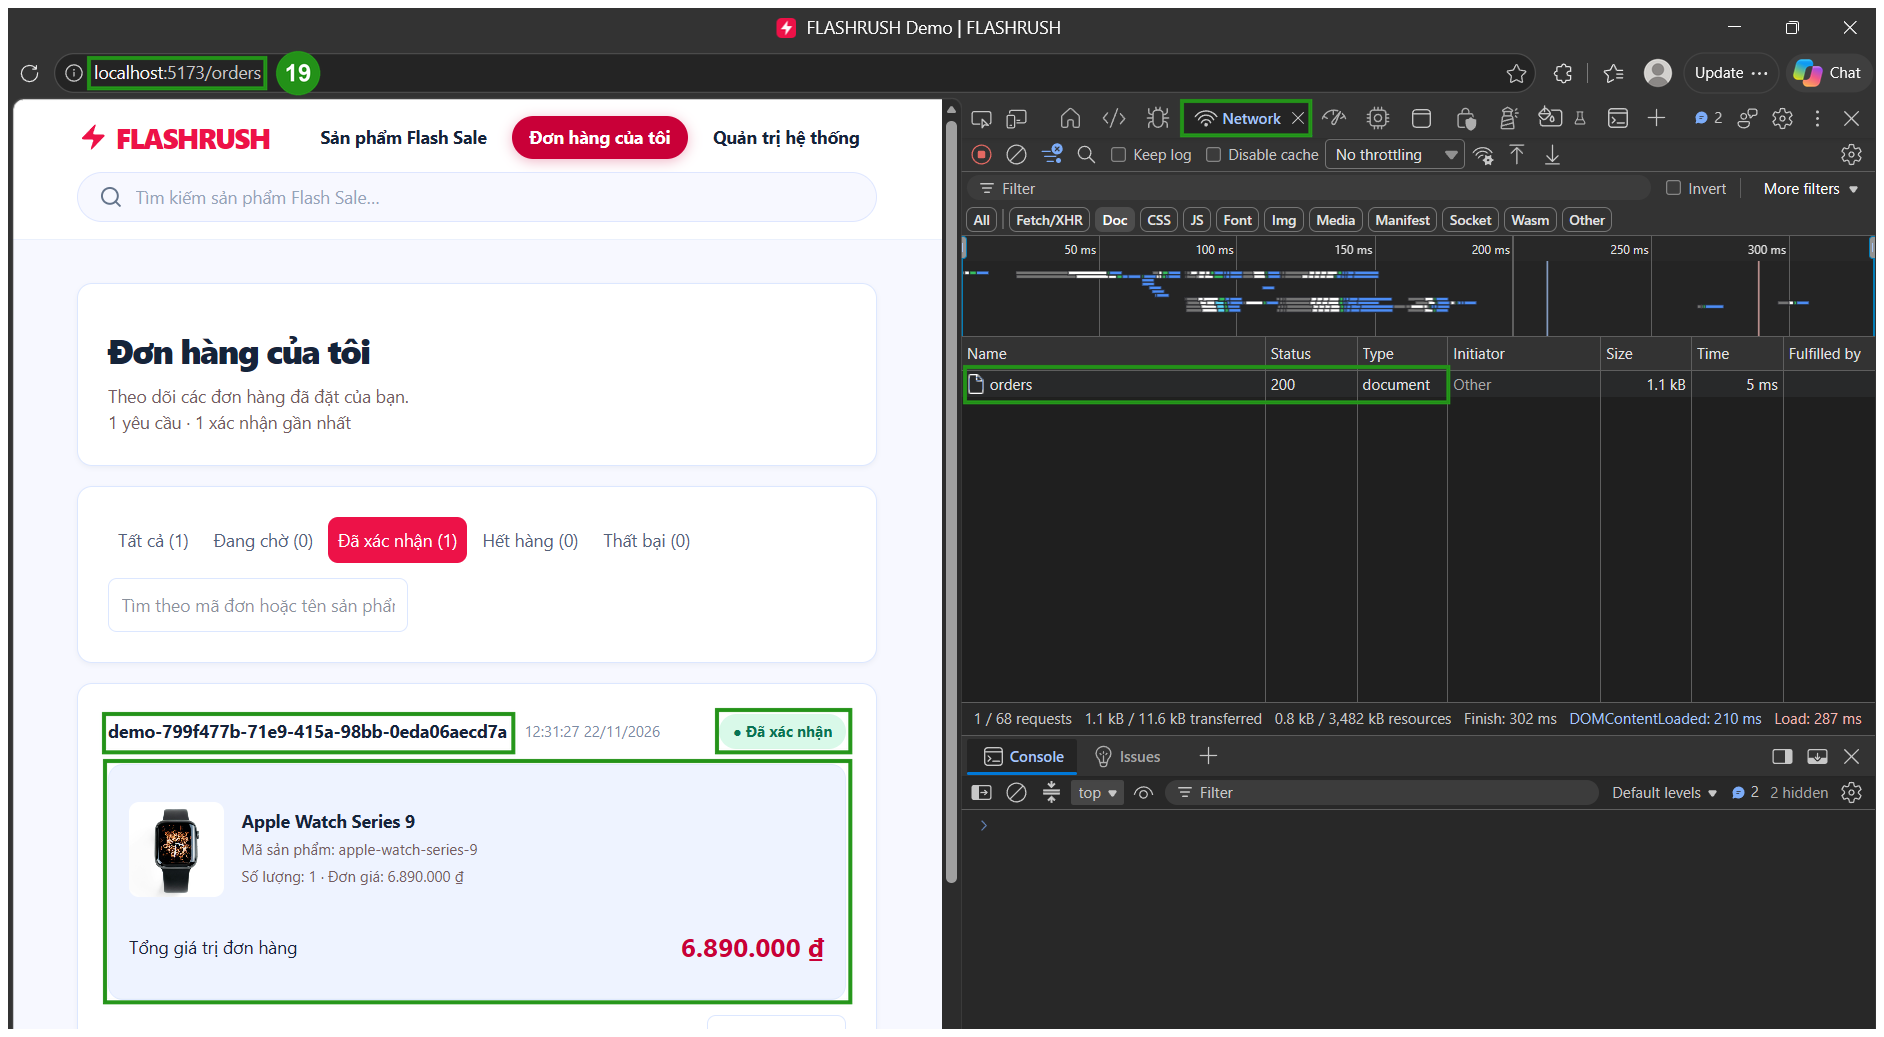 FLASHRUSH Demo | FLASHRUSH
localhost:5173/orders
19
Update
Chat
FLASHRUSH
Sản phẩm Flash Sale
Đơn hàng của tôi
Quản trị hệ thống
Tìm kiếm sản phẩm Flash Sale...
Đơn hàng của tôi
Theo dõi các đơn hàng đã đặt của bạn.
1 yêu cầu · 1 xác nhận gần nhất
Tất cả (1) Đang chờ (0) Đã xác nhận (1) Hết hàng (0) Thất bại (0)
Tìm theo mã đơn hoặc tên sản phẩ
demo-799f477b-71e9-415a-98bb-0eda06aecd7a 12:31:27 22/11/2026 • Đã xác nhận
Apple Watch Series 9
Mã sản phẩm: apple-watch-series-9
Số lượng: 1 · Đơn giá: 6.890.000 ₫
Tổng giá trị đơn hàng 6.890.000 ₫
Network 2
Keep log Disable cache No throttling
Filter Invert More filters
All Fetch/XHR Doc CSS JS Font Img Media Manifest Socket Wasm Other
50 ms 100 ms 150 ms 200 ms 250 ms 300 ms
Name Status Type Initiator Size Time Fulfilled by
orders 200 document Other 1.1 kB 5 ms
1 / 68 requests 1.1 kB / 11.6 kB transferred 0.8 kB / 3,482 kB resources Finish: 302 ms DOMContentLoaded: 210 ms Load: 287 ms
Console Issues
top Filter Default levels 2 2 hidden